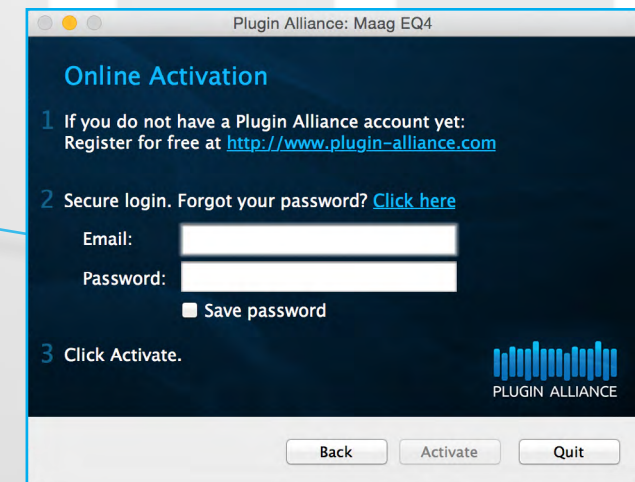 Plugin Alliance: Maag EQ4
Online Activation
1 If you do not have a Plugin Alliance account yet:
Register for free at http://www.plugin-alliance.com
2 Secure login. Forgot your password? Click here
Email:
Password:
Save password
3 Click Activate.
PLUGIN ALLIANCE
Back Activate Quit